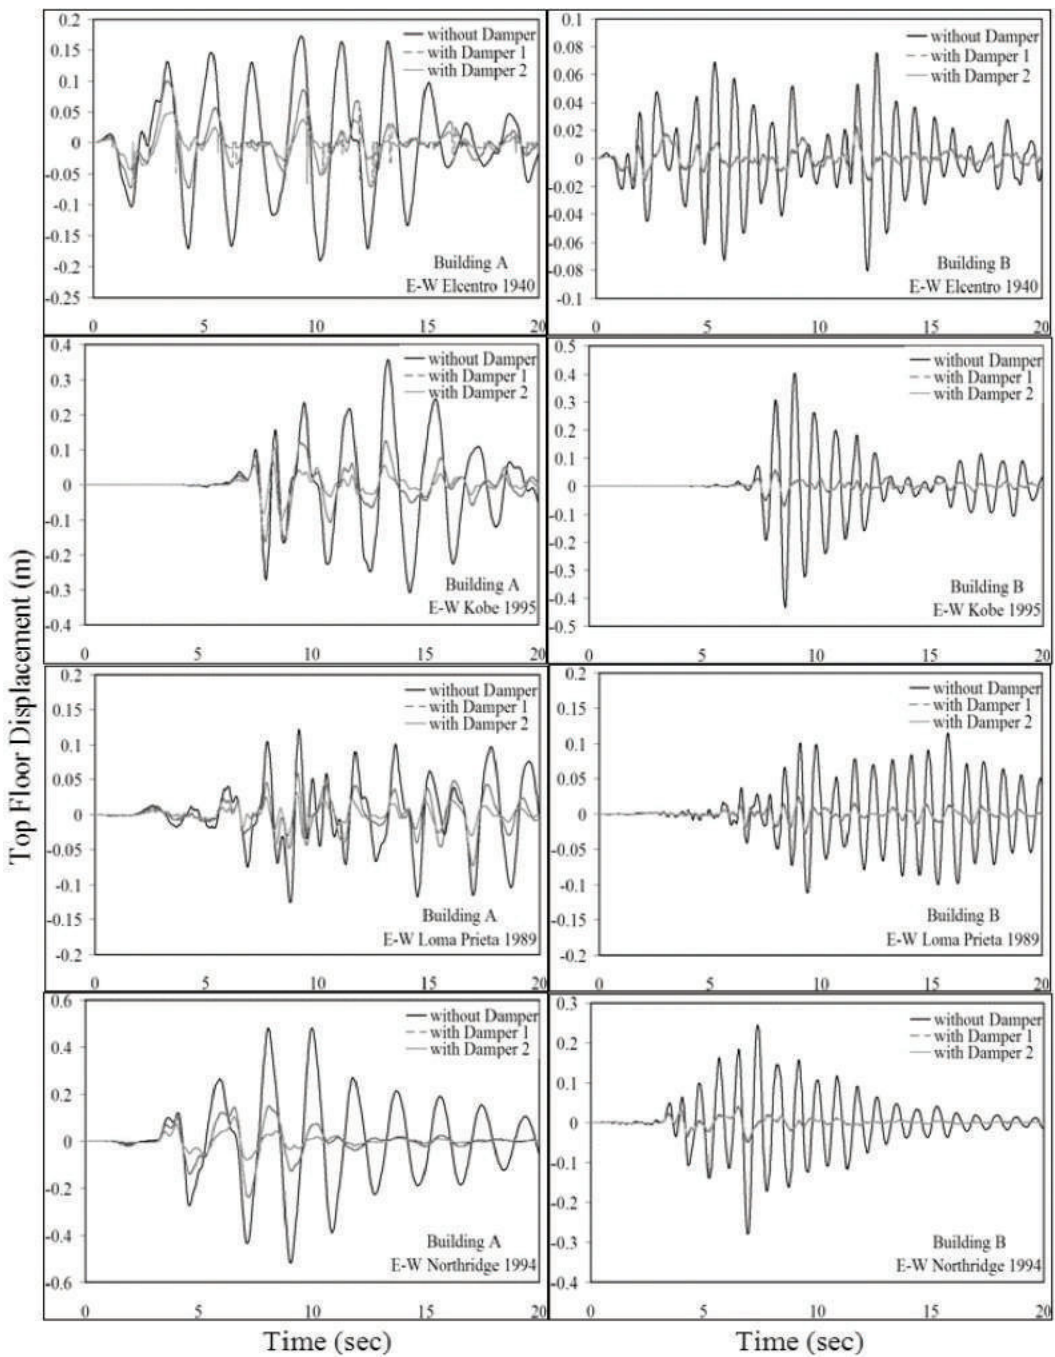 Top Floor Displacement (m)
0.2
0.15
0.1
0.05
0
-0.05
-0.1
-0.15
-0.2
-0.25
without Damper
with Damper 1
with Damper 2
Building A
E-W Elcentro 1940
0 5 10 15 20
0.1
0.08
0.06
0.04
0.02
0
-0.02
-0.04
-0.06
-0.08
-0.1
without Damper
with Damper 1
with Damper 2
Building B
E-W Elcentro 1940
0 5 10 15 20
0.4
0.3
0.2
0.1
0
-0.1
-0.2
-0.3
-0.4
without Damper
with Damper 1
with Damper 2
Building A
E-W Kobe 1995
0 5 10 15 20
0.5
0.4
0.3
0.2
0.1
0
-0.1
-0.2
-0.3
-0.4
-0.5
without Damper
with Damper 1
with Damper 2
Building B
E-W Kobe 1995
0 5 10 15 20
0.2
0.15
0.1
0.05
0
-0.05
-0.1
-0.15
-0.2
without Damper
with Damper 1
with Damper 2
Building A
E-W Loma Prieta 1989
0 5 10 15 20
0.2
0.15
0.1
0.05
0
-0.05
-0.1
-0.15
-0.2
without Damper
with Damper 1
with Damper 2
Building B
E-W Loma Prieta 1989
0 5 10 15 20
0.6
0.4
0.2
0
-0.2
-0.4
-0.6
without Damper
with Damper 1
with Damper 2
Building A
E-W Northridge 1994
0 5 10 15 20
Time (sec)
0.3
0.2
0.1
0
-0.1
-0.2
-0.3
-0.4
without Damper
with Damper 1
with Damper 2
Building B
E-W Northridge 1994
0 5 10 15 20
Time (sec)